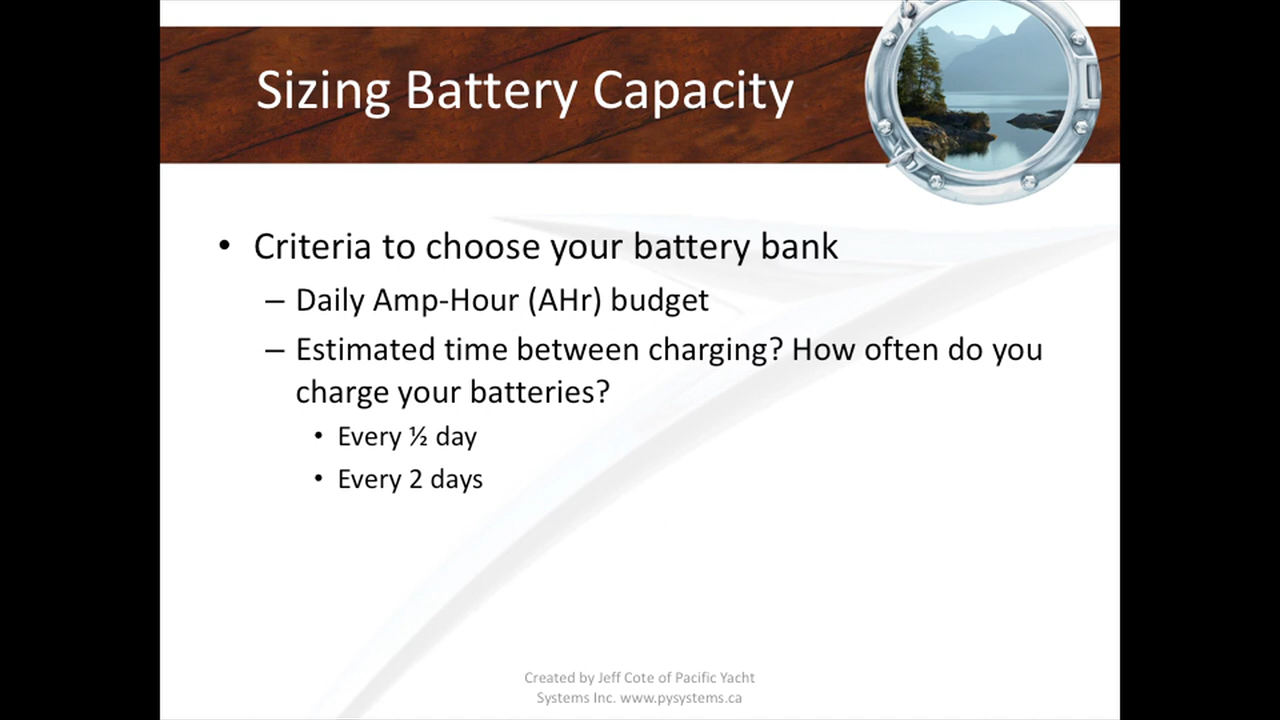 Sizing Battery Capacity
• Criteria to choose your battery bank
– Daily Amp-Hour (AHr) budget
– Estimated time between charging? How often do you
charge your batteries?
• Every ½ day
• Every 2 days
Created by Jeff Cote of Pacific Yacht
Systems Inc. www.pysystems.ca